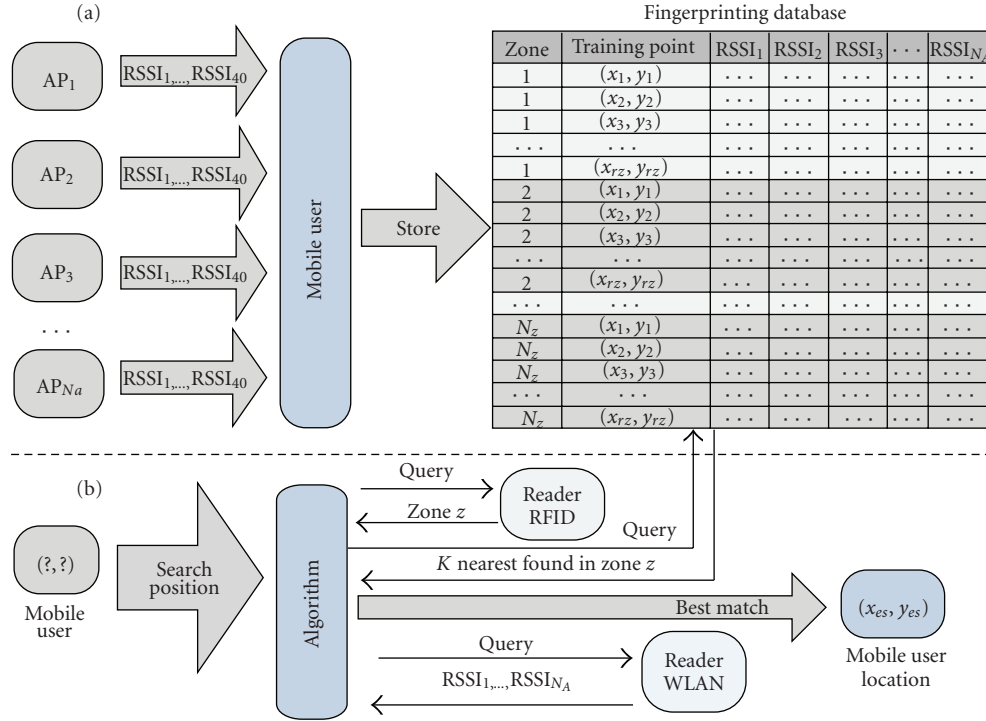 (a)
AP1
RSSI1,...,RSSI40
AP2
RSSI1,...,RSSI40
AP3
RSSI1,...,RSSI40
...
APNa
RSSI1,...,RSSI40
Mobile user
Store
Fingerprinting database
Zone Training point RSSI1 RSSI2 RSSI3 ... RSSINA
1 (x1, y1) ... ... ... ... ...
1 (x2, y2) ... ... ... ... ...
1 (x3, y3) ... ... ... ... ...
... ... ... ... ... ... ...
1 (xrz, yrz) ... ... ... ... ...
2 (x1, y1) ... ... ... ... ...
2 (x2, y2) ... ... ... ... ...
2 (x3, y3) ... ... ... ... ...
... ... ... ... ... ... ...
2 (xrz, yrz) ... ... ... ... ...
... ... ... ... ... ... ...
Nz (x1, y1) ... ... ... ... ...
Nz (x2, y2) ... ... ... ... ...
Nz (x3, y3) ... ... ... ... ...
... ... ... ... ... ... ...
Nz (xrz, yrz) ... ... ... ... ...
(b)
(?, ?)
Mobile
user
Search
position
Algorithm
Query
Zone z
Reader
RFID
Query
K nearest found in zone z
Best match
(xes, yes)
Mobile user
location
Query
RSSI1,...,RSSINA
Reader
WLAN